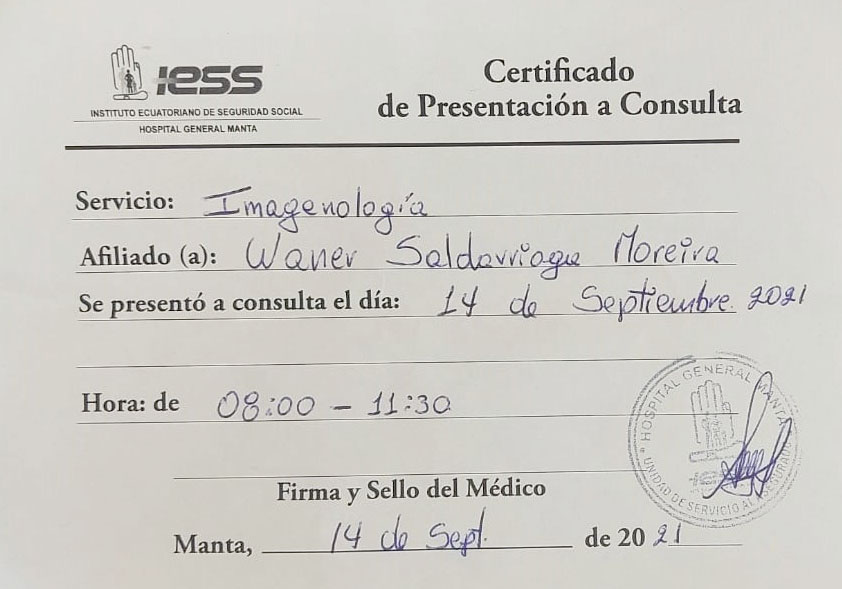 IESS
INSTITUTO ECUATORIANO DE SEGURIDAD SOCIAL
HOSPITAL GENERAL MANTA
Certificado
de Presentación a Consulta
Servicio: Imagenología
Afiliado (a): Waner Saldarriaga Moreira
Se presentó a consulta el día: 14 de Septiembre. 2021
Hora: de 08:00 - 11:30
HOSPITAL GENERAL MANTA
IESS
UNIDAD DE SERVICIO AL ASEGURADO
Firma y Sello del Médico
Manta, 14 de Sept. de 2021